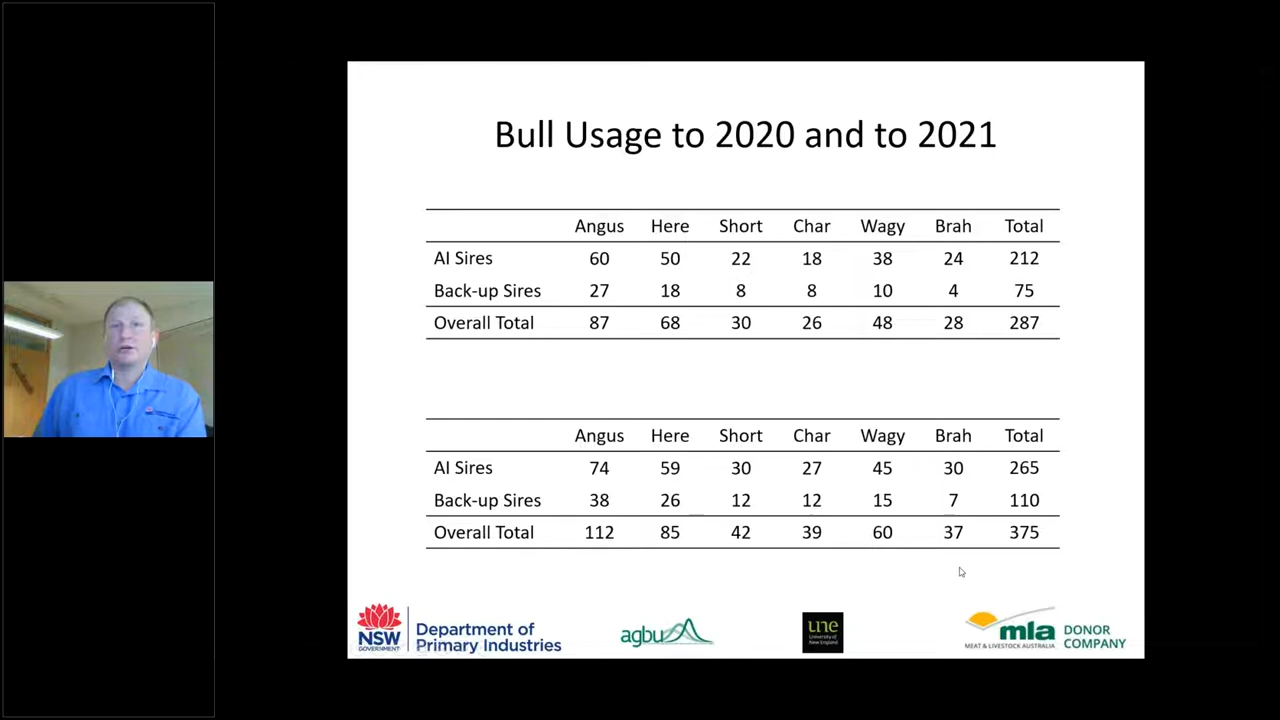 Bull Usage to 2020 and to 2021
Angus Here Short Char Wagy Brah Total
AI Sires 60 50 22 18 38 24 212
Back-up Sires 27 18 8 8 10 4 75
Overall Total 87 68 30 26 48 28 287
Angus Here Short Char Wagy Brah Total
AI Sires 74 59 30 27 45 30 265
Back-up Sires 38 26 12 12 15 7 110
Overall Total 112 85 42 39 60 37 375
NSW
GOVERNMENT
Department of
Primary Industries
agbu
une
University of
New England
mla
MEAT & LIVESTOCK AUSTRALIA
DONOR
COMPANY